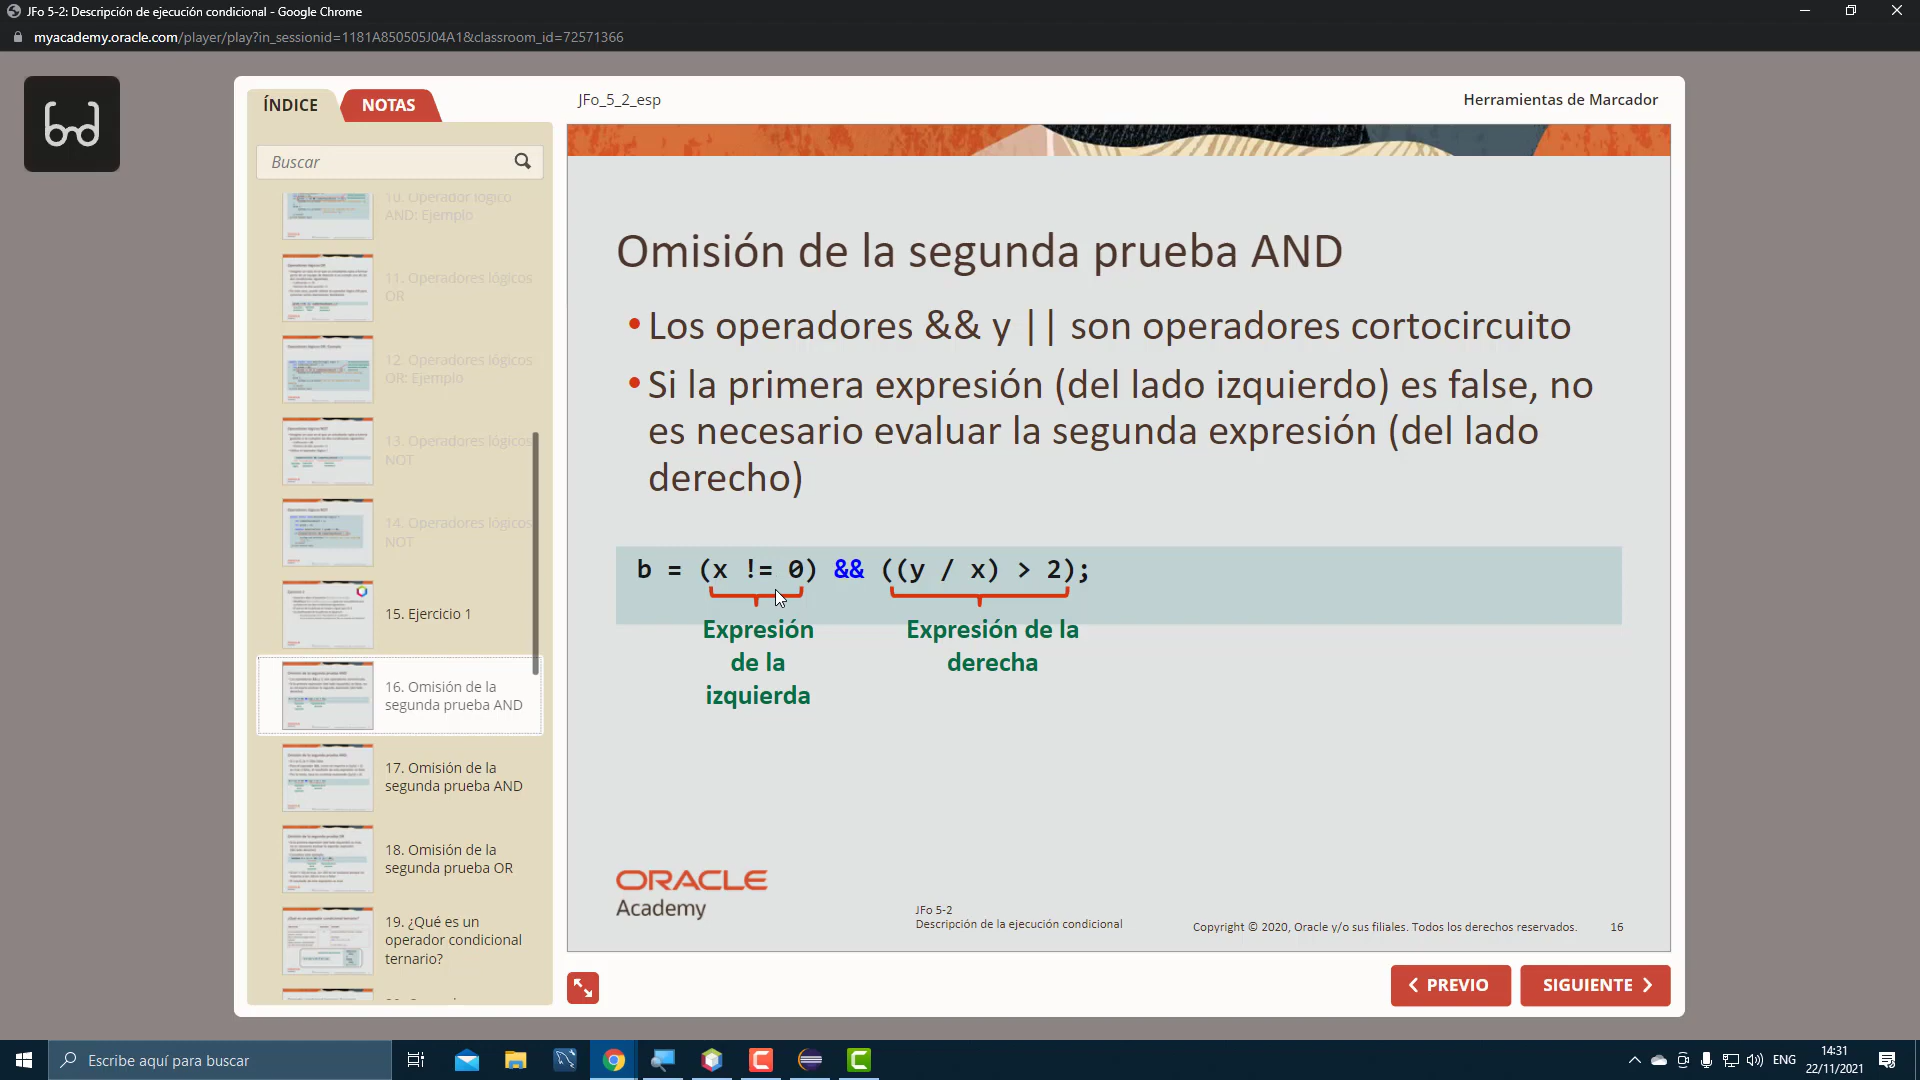 JFo 5-2: Descripción de ejecución condicional - Google Chrome
myacademy.oracle.com/player/play?in_sessionid=1181A850505J04A1&classroom_id=72571366
ÍNDICE
NOTAS
JFo_5_2_esp
Herramientas de Marcador
Buscar
10. Operador lógico
AND: Ejemplo
11. Operadores lógicos
OR
12. Operadores lógicos
OR: Ejemplo
13. Operadores lógicos
NOT
14. Operadores lógicos
NOT
15. Ejercicio 1
16. Omisión de la
segunda prueba AND
17. Omisión de la
segunda prueba AND
18. Omisión de la
segunda prueba OR
19. ¿Qué es un
operador condicional
ternario?
Omisión de la segunda prueba AND
• Los operadores && y || son operadores cortocircuito
• Si la primera expresión (del lado izquierdo) es false, no
es necesario evaluar la segunda expresión (del lado
derecho)
b = (x != 0) && ((y / x) > 2);
Expresión
de la
izquierda
Expresión de la
derecha
ORACLE
Academy
JFo 5-2
Descripción de la ejecución condicional
Copyright © 2020, Oracle y/o sus filiales. Todos los derechos reservados.
16
PREVIO
SIGUIENTE
Escribe aquí para buscar
ENG
14:31
22/11/2021